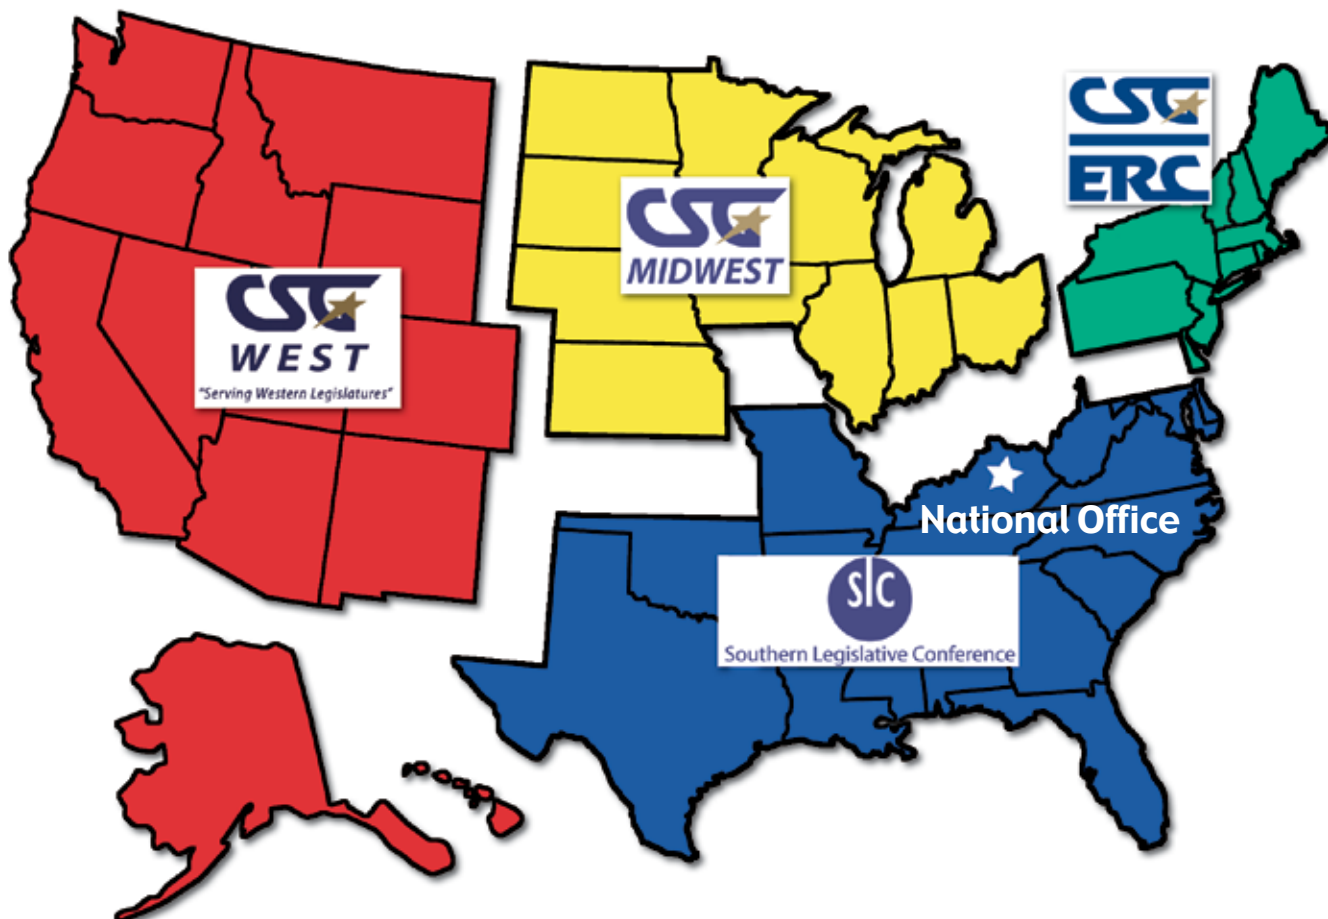 CSG
ERC
CSG
MIDWEST
CSG
WEST
"Serving Western Legislatures"
National Office
slc
Southern Legislative Conference